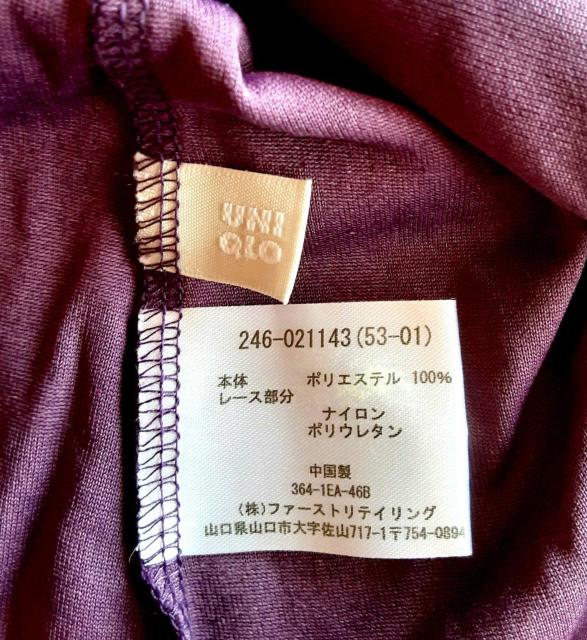 UNI
QLO
246-021143(53-01)
本体 ポリエステル 100%
レース部分
ナイロン
ポリウレタン
中国製
364-1EA-46B
(株)ファーストリテイリング
山口県山口市大字佐山717-1〒754-0894